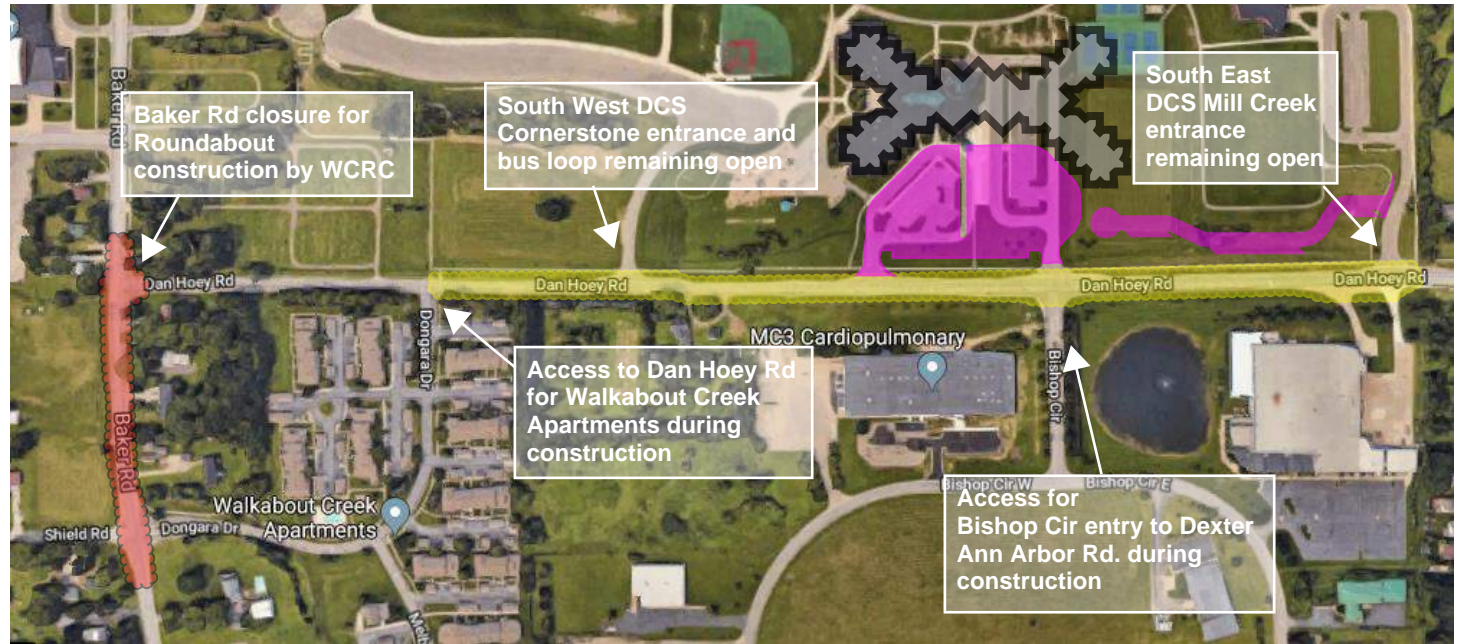 Baker Rd
Baker Rd closure for
Roundabout
construction by WCRC
South West DCS
Cornerstone entrance and
bus loop remaining open
South East
DCS Mill Creek
entrance
remaining open
Dan Hoey Rd
Dan Hoey Rd
Dan Hoey Rd
Dan Hoey Rd
Dongara Dr
Access to Dan Hoey Rd
for Walkabout Creek
Apartments during
construction
MC3 Cardiopulmonary
Bishop Cir
Baker Rd
Shield Rd
Dongara Dr
Walkabout Creek
Apartments
Bishop Cir W
Bishop Cir E
Access for
Bishop Cir entry to Dexter
Ann Arbor Rd. during
construction